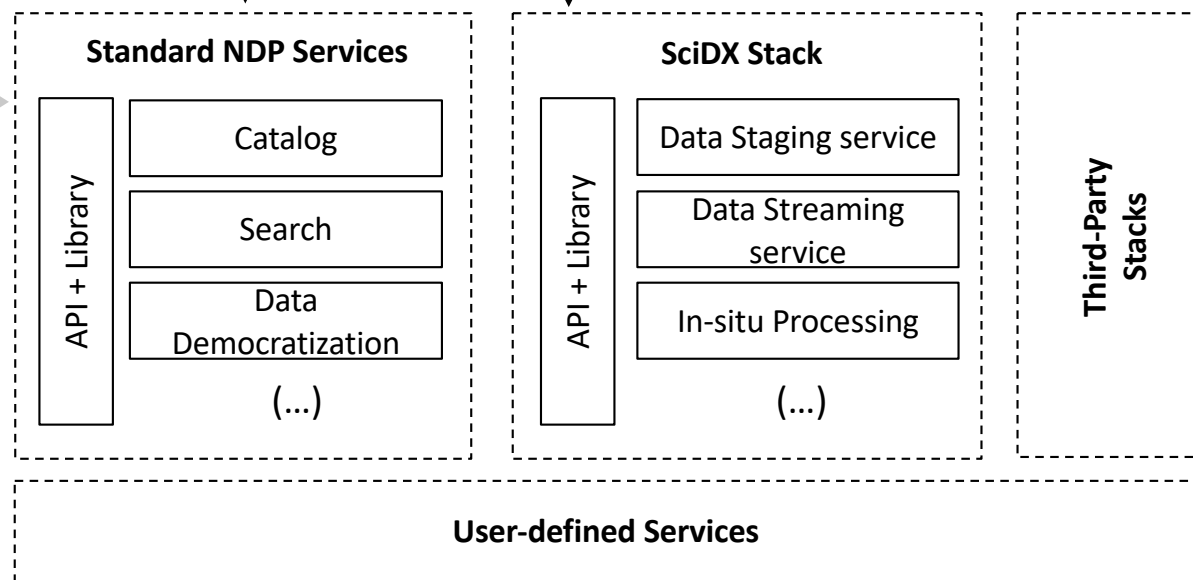 Standard NDP Services
API + Library
Catalog
Search
Data
Democratization
(...)
SciDX Stack
API + Library
Data Staging service
Data Streaming
service
In-situ Processing
(...)
Third-Party
Stacks
User-defined Services